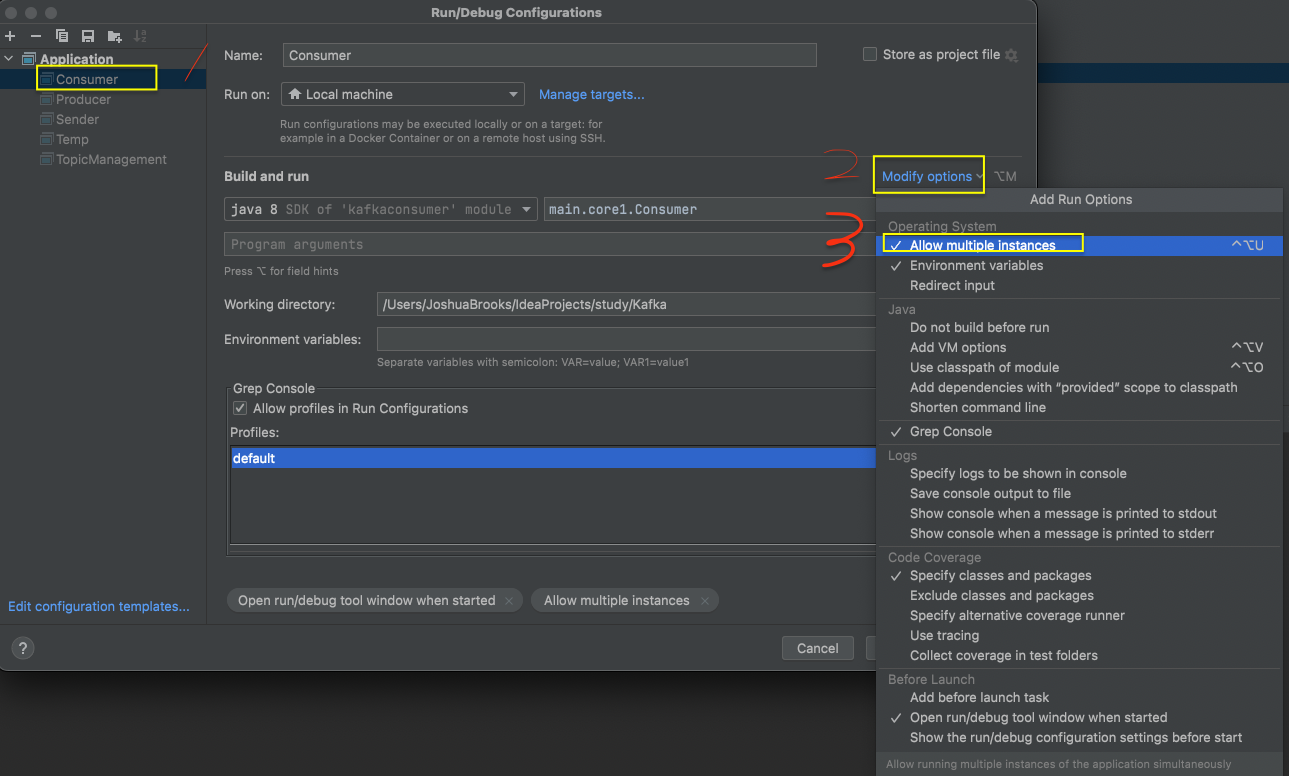 Run/Debug Configurations
Application
Consumer
Producer
Sender
Temp
TopicManagement
Edit configuration templates...
1
Name:
Consumer
Store as project file
Run on:
Local machine
Manage targets...
Run configurations may be executed locally or on a target: for
example in a Docker Container or on a remote host using SSH.
2
Build and run
Modify options
⌥M
java 8 SDK of 'kafkaconsumer' module
main.core1.Consumer
3
Program arguments
Press ⌥ for field hints
Working directory:
/Users/JoshuaBrooks/IdeaProjects/study/Kafka
Environment variables:
Separate variables with semicolon: VAR=value; VAR1=value1
Grep Console
Allow profiles in Run Configurations
Profiles:
default
Open run/debug tool window when started
Allow multiple instances
?
Cancel
Add Run Options
Operating System
✓ Allow multiple instances ⌃⌥U
✓ Environment variables
Redirect input
Java
Do not build before run
Add VM options ⌃⌥V
Use classpath of module ⌃⌥O
Add dependencies with “provided” scope to classpath
Shorten command line
✓ Grep Console
Logs
Specify logs to be shown in console
Save console output to file
Show console when a message is printed to stdout
Show console when a message is printed to stderr
Code Coverage
✓ Specify classes and packages
Exclude classes and packages
Specify alternative coverage runner
Use tracing
Collect coverage in test folders
Before Launch
Add before launch task
✓ Open run/debug tool window when started
Show the run/debug configuration settings before start
Allow running multiple instances of the application simultaneously